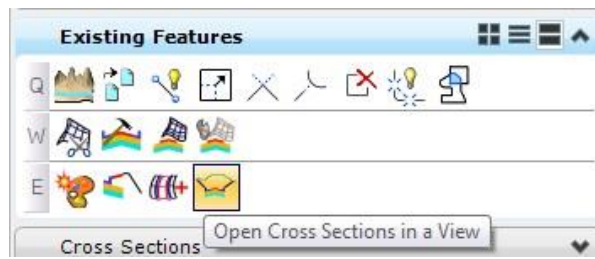 Existing Features
Q
W
E
Open Cross Sections in a View
Cross Sections